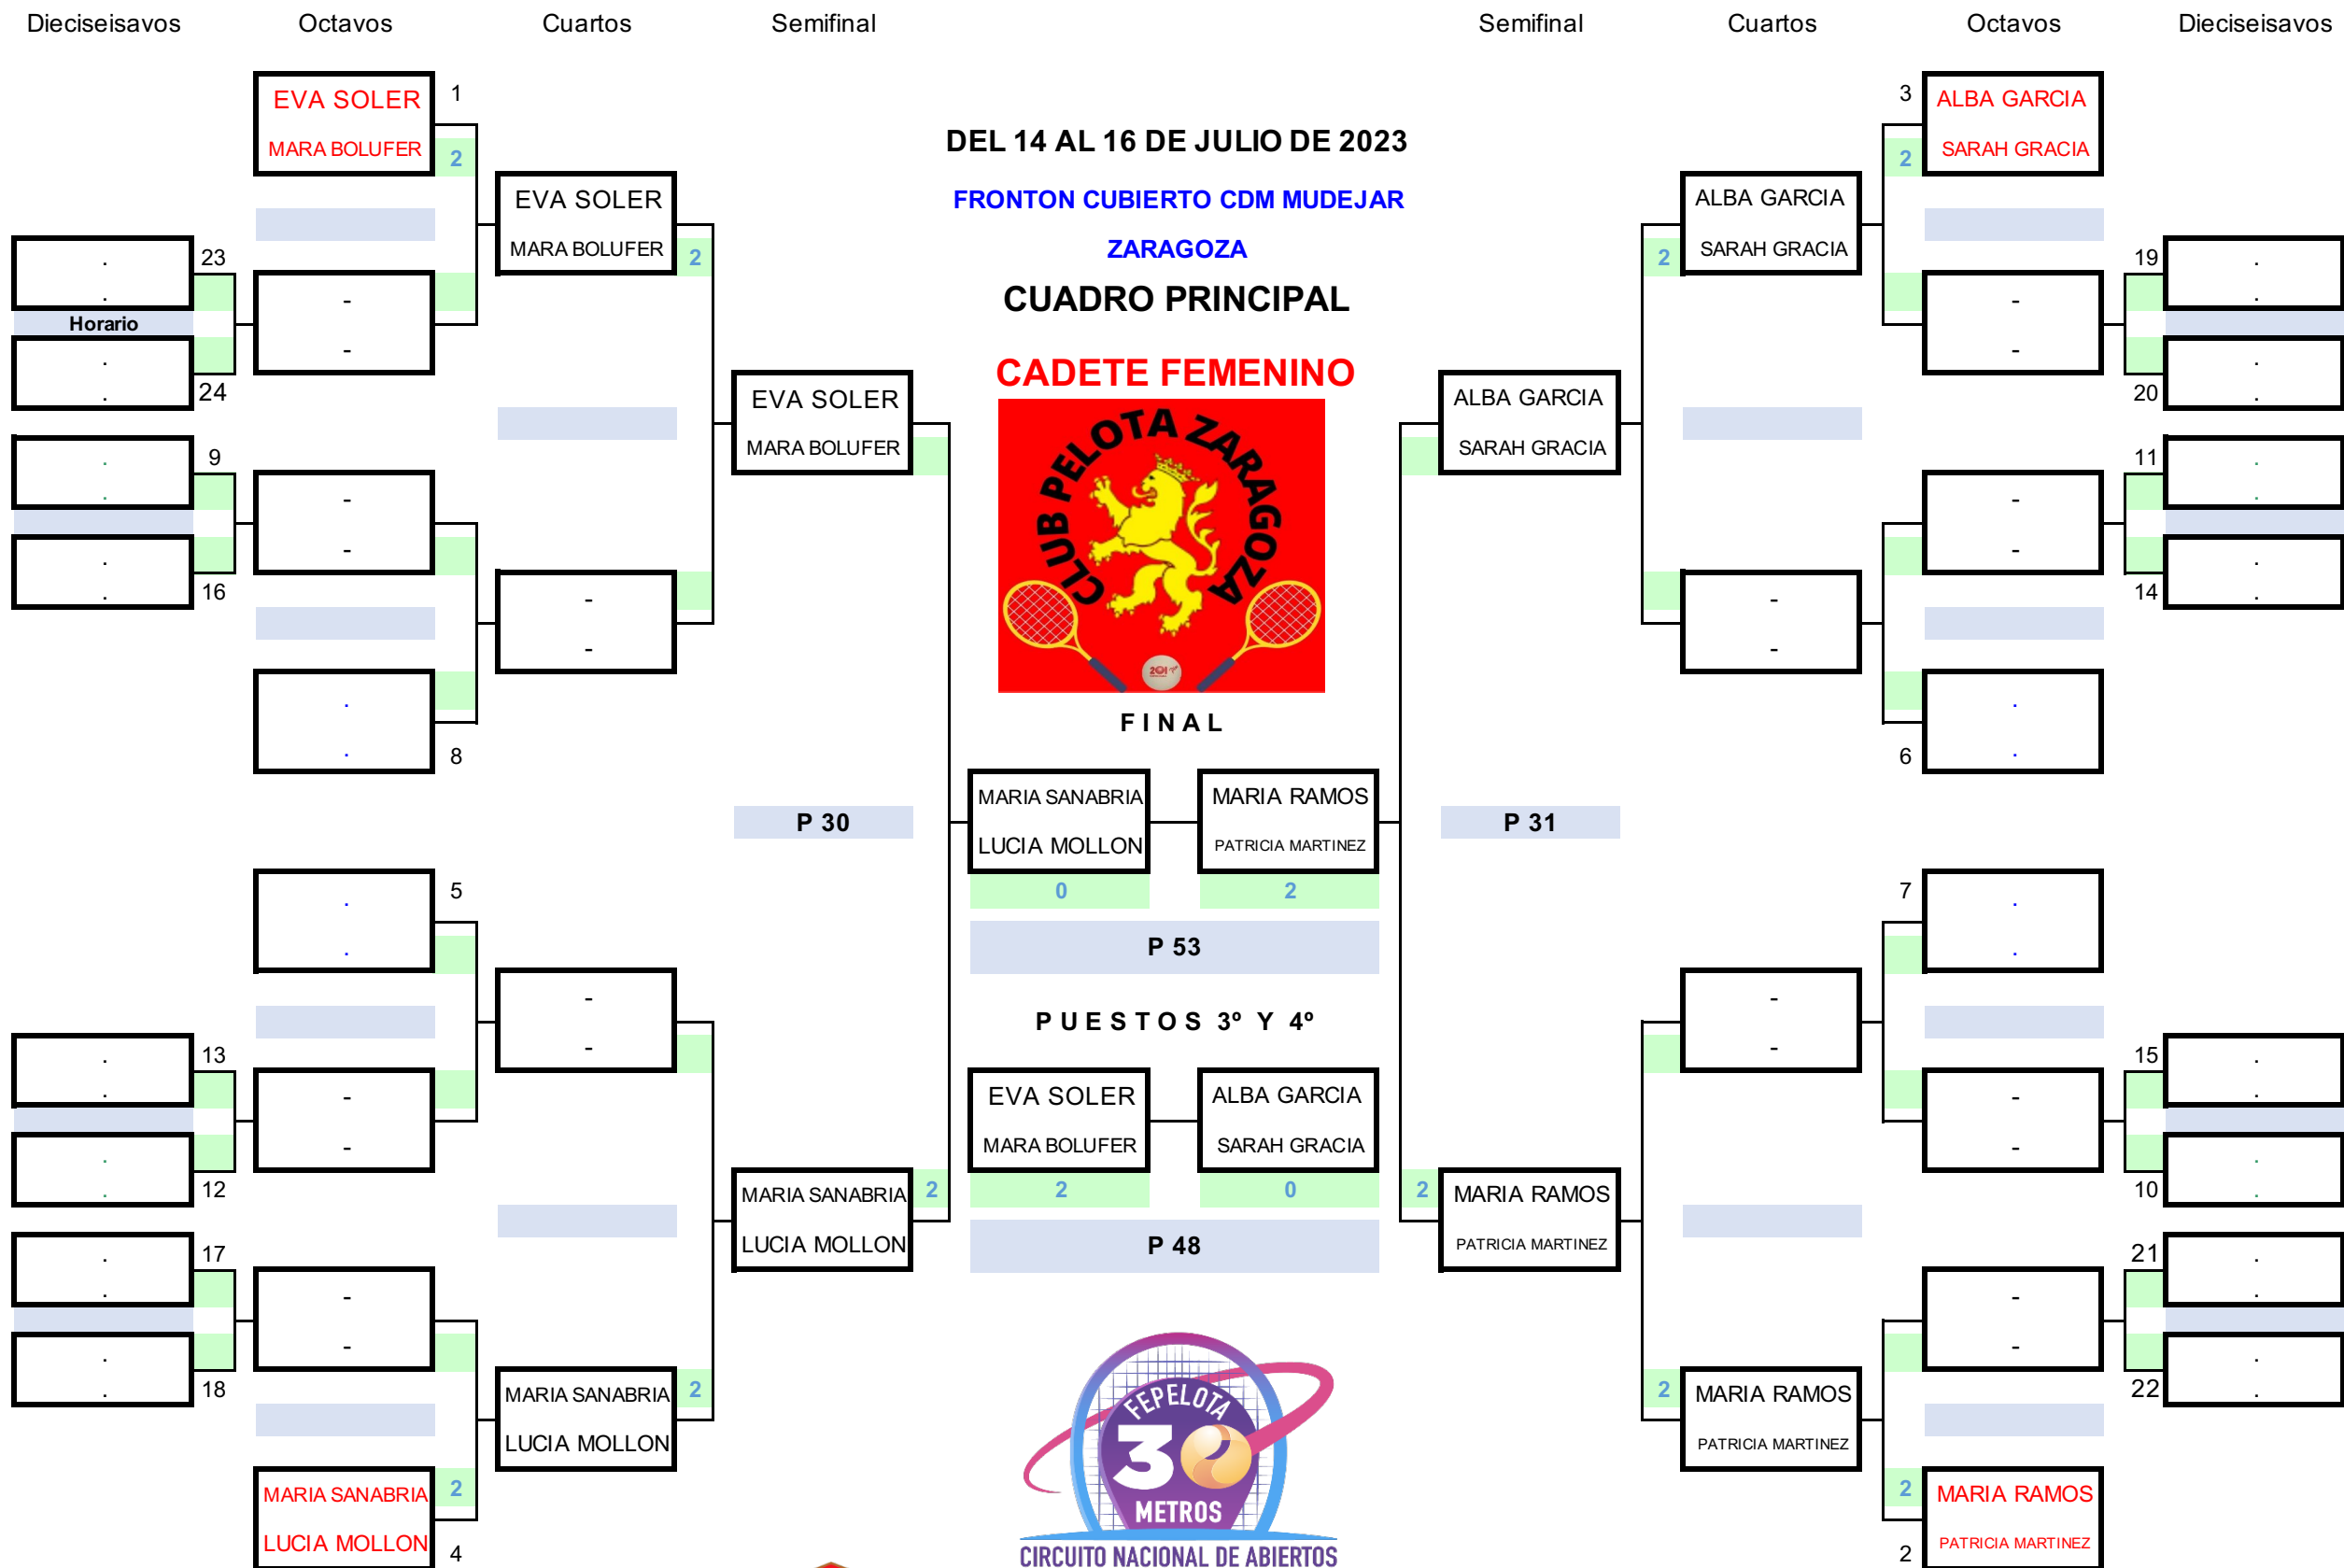 Dieciseisavos Octavos Cuartos Semifinal Semifinal Cuartos Octavos Dieciseisavos
EVA SOLER 1
MARA BOLUFER 2
3 ALBA GARCIA
2 SARAH GRACIA
DEL 14 AL 16 DE JULIO DE 2023
FRONTON CUBIERTO CDM MUDEJAR
ZARAGOZA
CUADRO PRINCIPAL
CADETE FEMENINO
EVA SOLER
MARA BOLUFER 2
ALBA GARCIA
2 SARAH GRACIA
. 23
.
Horario
.
. 24
-
-
19 .
.
.
20 .
-
-
EVA SOLER
MARA BOLUFER
ALBA GARCIA
SARAH GRACIA
CLUB PELOTA ZARAGOZA
201
. 9
.
.
. 16
-
-
11 .
.
.
14 .
-
-
-
-
-
-
.
. 8
.
6 .
FINAL
MARIA SANABRIA
LUCIA MOLLON
0
MARIA RAMOS
PATRICIA MARTINEZ
2
P 30
P 31
P 53
. 5
.
7 .
.
-
-
-
-
PUESTOS 3º Y 4º
EVA SOLER
MARA BOLUFER
2
ALBA GARCIA
SARAH GRACIA
0
P 48
. 13
.
.
. 12
-
-
15 .
.
.
10 .
-
-
MARIA SANABRIA 2
LUCIA MOLLON
2 MARIA RAMOS
PATRICIA MARTINEZ
. 17
.
.
. 18
-
-
21 .
.
.
22 .
-
-
MARIA SANABRIA 2
LUCIA MOLLON
2 MARIA RAMOS
PATRICIA MARTINEZ
MARIA SANABRIA 2
LUCIA MOLLON 4
2 MARIA RAMOS
2 PATRICIA MARTINEZ
FEPELOTA
30
METROS
CIRCUITO NACIONAL DE ABIERTOS